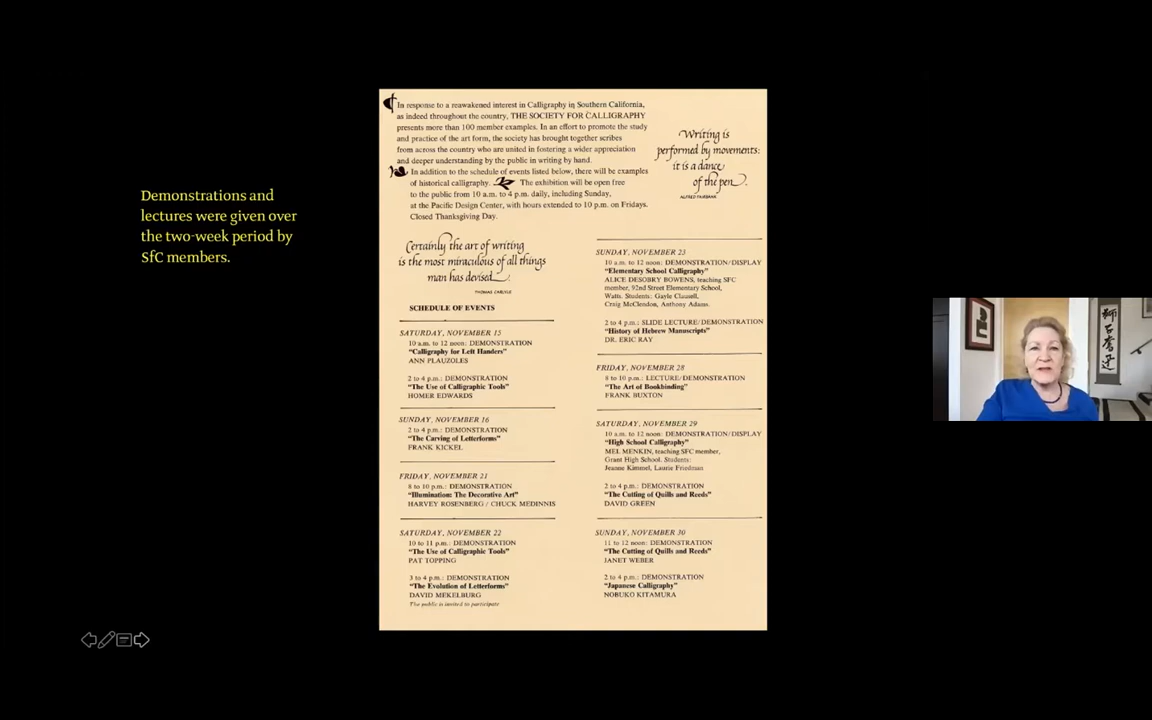 Demonstrations and
lectures were given over
the two-week period by
SfC members.
In response to a reawakened interest in Calligraphy in Southern California,
as indeed throughout the country, THE SOCIETY FOR CALLIGRAPHY
presents more than 100 member examples. In an effort to promote the study
and practice of the art form, the society has brought together scribes
from across the country who are united in fostering a wider appreciation
and deeper understanding by the public in writing by hand.
In addition to the schedule of events listed below, there will be examples
of historical calligraphy. The exhibition will be open free
to the public from 10 a.m. to 4 p.m. daily, including Sunday,
at the Pacific Design Center, with hours extended to 10 p.m. on Fridays.
Closed Thanksgiving Day.
Writing is
performed by movements:
it is a dance
of the pen.
ALFRED FAIRBANK
Certainly the art of writing
is the most miraculous of all things
man has devised.
THOMAS CARLYLE
SCHEDULE OF EVENTS
SATURDAY, NOVEMBER 15
10 a.m. to 12 noon: DEMONSTRATION
"Calligraphy for Left Handers"
ANN PLAUZOLES
2 to 4 p.m.: DEMONSTRATION
"The Use of Calligraphic Tools"
HOMER EDWARDS
SUNDAY, NOVEMBER 16
2 to 4 p.m.: DEMONSTRATION
"The Carving of Letterforms"
FRANK KICKEL
FRIDAY, NOVEMBER 21
8 to 10 p.m.: DEMONSTRATION
"Illumination: The Decorative Art"
HARVEY ROSENBERG / CHUCK MEDINNIS
SATURDAY, NOVEMBER 22
10 to 11 p.m.: DEMONSTRATION
"The Use of Calligraphic Tools"
PAT TOPPING
3 to 4 p.m.: DEMONSTRATION
"The Evolution of Letterforms"
DAVID MEKELBURG
The public is invited to participate
SUNDAY, NOVEMBER 23
10 a.m. to 12 noon: DEMONSTRATION/DISPLAY
"Elementary School Calligraphy"
ALICE DESOBRY BOWENS, teaching SFC
member, 92nd Street Elementary School,
Watts. Students: Gayle Clausell,
Craig McClendon, Anthony Adams.
2 to 4 p.m.: SLIDE LECTURE/DEMONSTRATION
"History of Hebrew Manuscripts"
DR. ERIC RAY
FRIDAY, NOVEMBER 28
8 to 10 p.m.: LECTURE/DEMONSTRATION
"The Art of Bookbinding"
FRANK BUXTON
SATURDAY, NOVEMBER 29
10 a.m. to 12 noon: DEMONSTRATION/DISPLAY
"High School Calligraphy"
MEL MENKIN, teaching SFC member,
Grant High School. Students:
Jeanne Kimmel, Laurie Friedman
2 to 4 p.m.: DEMONSTRATION
"The Cutting of Quills and Reeds"
DAVID GREEN
SUNDAY, NOVEMBER 30
11 to 12 noon: DEMONSTRATION
"The Cutting of Quills and Reeds"
JANET WEBER
2 to 4 p.m.: DEMONSTRATION
"Japanese Calligraphy"
NOBUKO KITAMURA